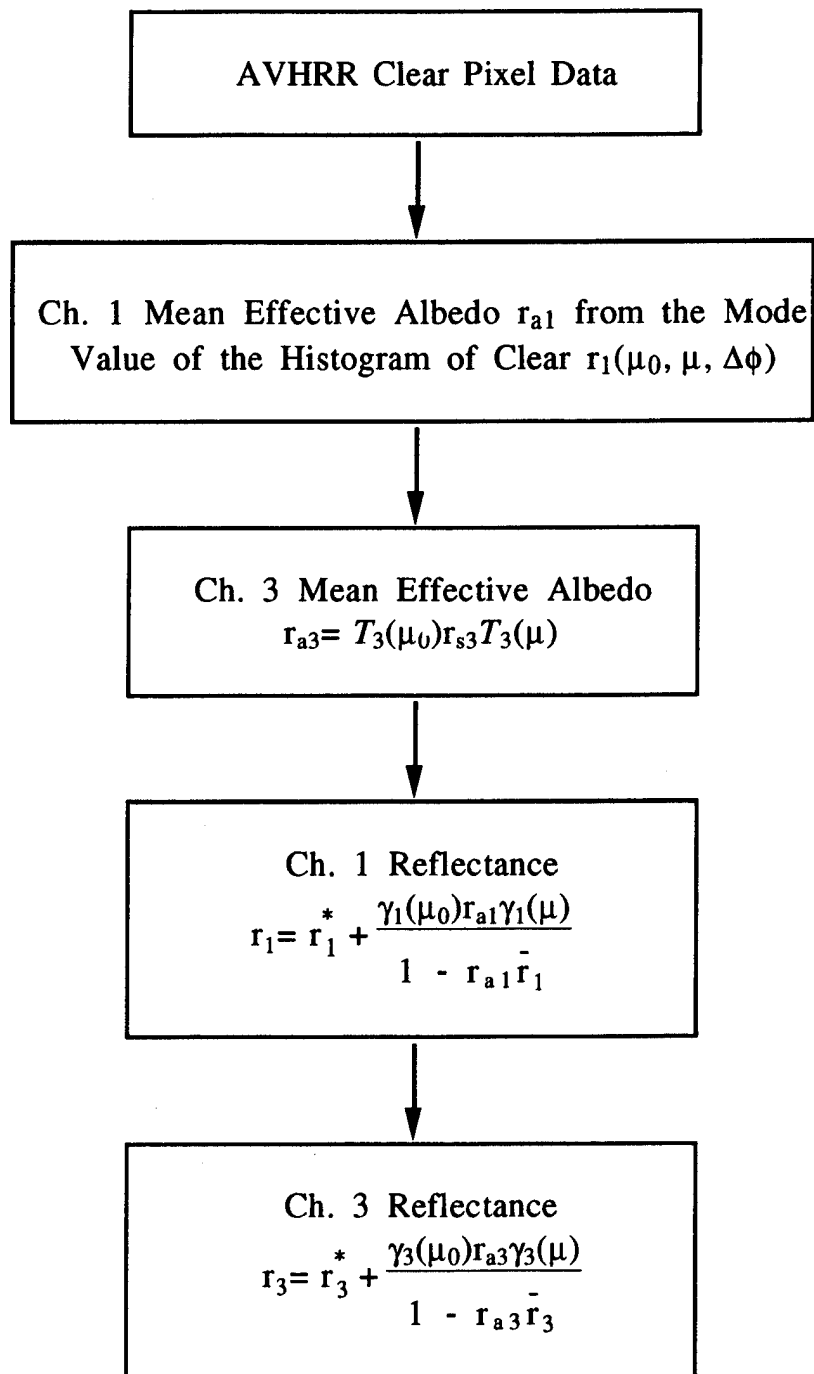 AVHRR Clear Pixel Data
Ch. 1 Mean Effective Albedo r_a1 from the Mode
Value of the Histogram of Clear r_1(μ_0, μ, Δϕ)
Ch. 3 Mean Effective Albedo
r_a3= T_3(μ_0)r_s3T_3(μ)
Ch. 1 Reflectance
r_1= r_1^* + γ_1(μ_0)r_a1γ_1(μ)
1 - r_a1r̄_1
Ch. 3 Reflectance
r_3= r_3^* + γ_3(μ_0)r_a3γ_3(μ)
1 - r_a3r̄_3